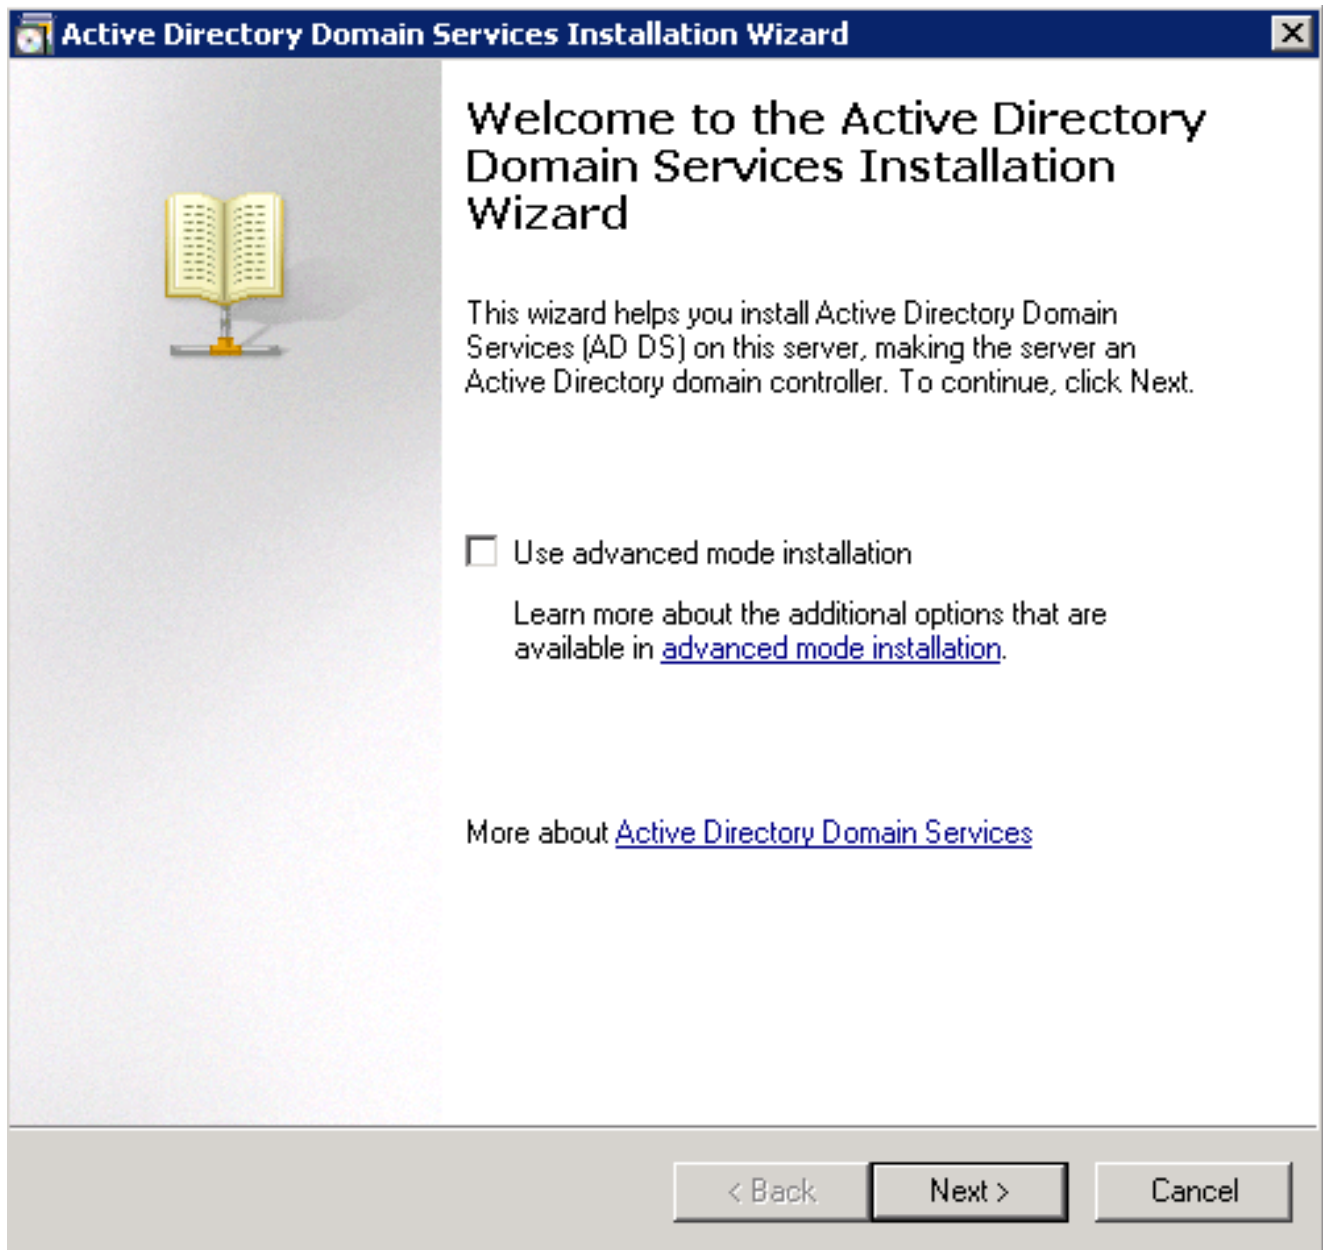 Active Directory Domain Services Installation Wizard
Welcome to the Active Directory
Domain Services Installation
Wizard
This wizard helps you install Active Directory Domain
Services (AD DS) on this server, making the server an
Active Directory domain controller. To continue, click Next.
Use advanced mode installation
Learn more about the additional options that are
available in advanced mode installation.
More about Active Directory Domain Services
< Back
Next >
Cancel